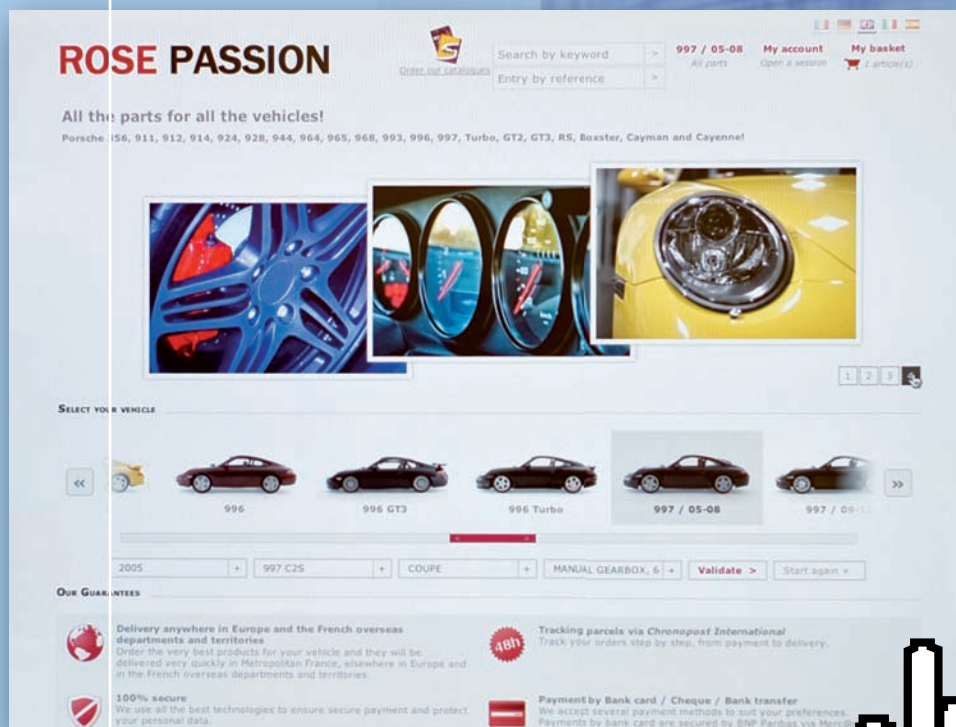 ROSE PASSION
Order our catalogues
Search by keyword >
Entry by reference >
997 / 05-08
All parts
My account
Open a session
My basket
1 article(s)
All the parts for all the vehicles!
Porsche 356, 911, 912, 914, 924, 928, 944, 964, 965, 968, 993, 996, 997, Turbo, GT2, GT3, RS, Boxster, Cayman and Cayenne!
1 2 3
SELECT YOUR VEHICLE
«
996
996 GT3
996 Turbo
997 / 05-08
997 / 09-
»
2005 +
997 C2S +
COUPE +
MANUAL GEARBOX, 6 +
Validate >
Start again ×
OUR GUARANTEES
Delivery anywhere in Europe and the French overseas
departments and territories
Order the very best products for your vehicle and they will be
delivered very quickly in Metropolitan France, elsewhere in Europe and
in the French overseas departments and territories.
48h
Tracking parcels via Chronopost International
Track your orders step by step, from payment to delivery.
100% secure
We use all the best technologies to ensure secure payment and protect
your personal data.
Payment by Bank card / Cheque / Bank transfer
We accept several payment methods to suit your preferences.
Payments by bank card are secured by BNP Paribas via